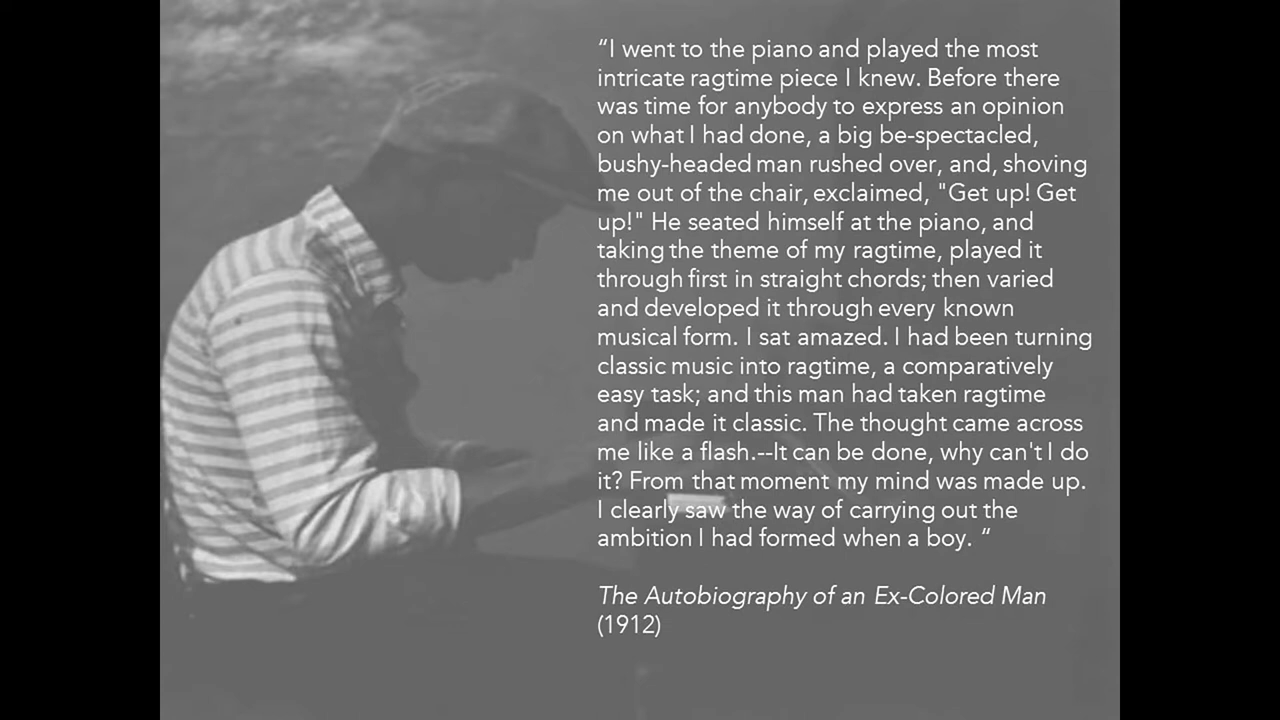 “I went to the piano and played the most
intricate ragtime piece I knew. Before there
was time for anybody to express an opinion
on what I had done, a big be-spectacled,
bushy-headed man rushed over, and, shoving
me out of the chair, exclaimed, "Get up! Get
up!" He seated himself at the piano, and
taking the theme of my ragtime, played it
through first in straight chords; then varied
and developed it through every known
musical form. I sat amazed. I had been turning
classic music into ragtime, a comparatively
easy task; and this man had taken ragtime
and made it classic. The thought came across
me like a flash.--It can be done, why can't I do
it? From that moment my mind was made up.
I clearly saw the way of carrying out the
ambition I had formed when a boy. “
The Autobiography of an Ex-Colored Man
(1912)